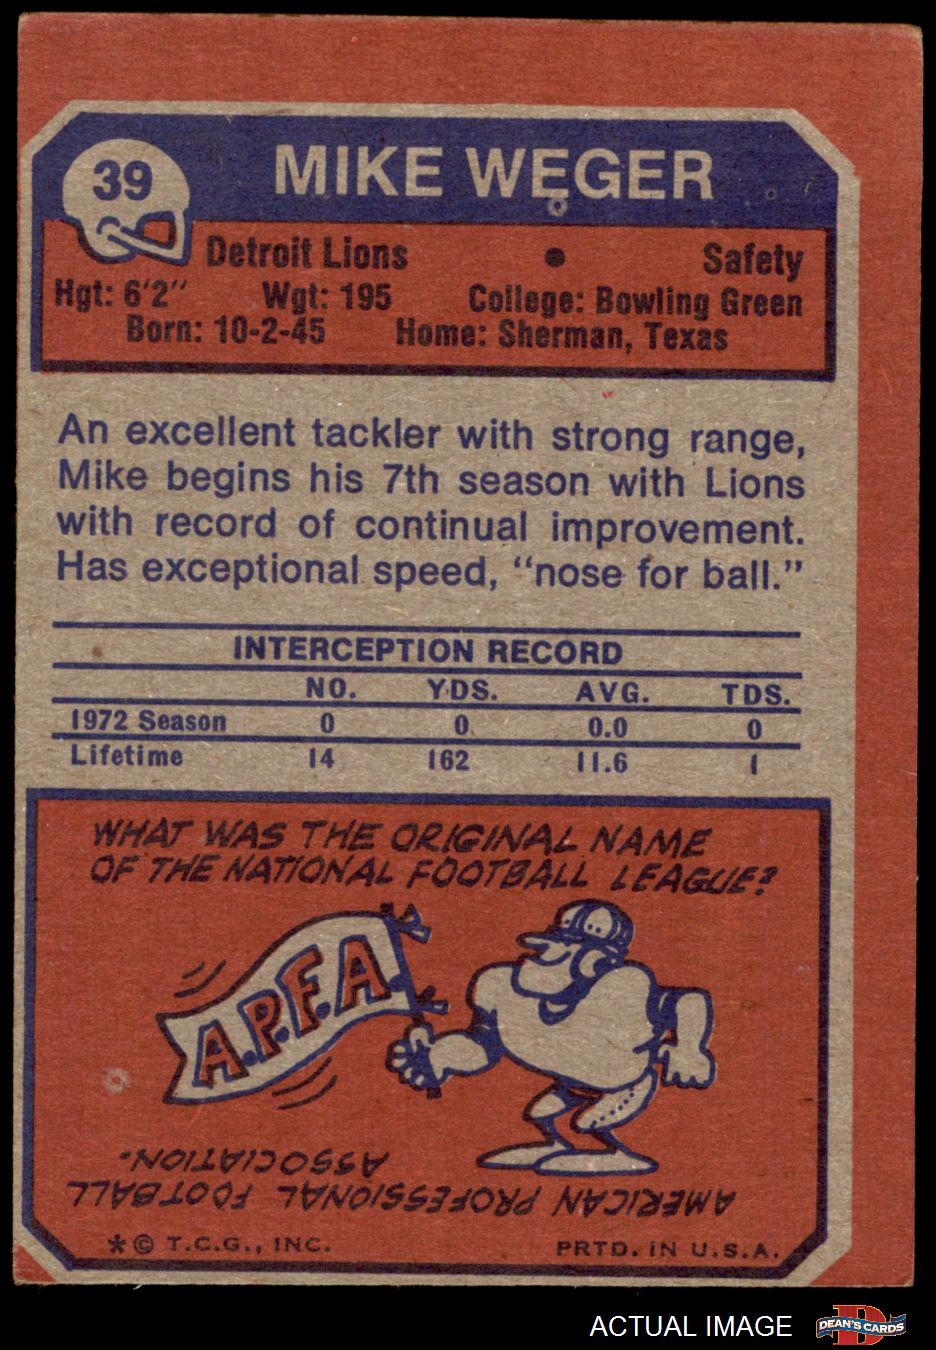 39
MIKE WEGER
Detroit Lions • Safety
Hgt: 6'2" Wgt: 195 College: Bowling Green
Born: 10-2-45 Home: Sherman, Texas
An excellent tackler with strong range,
Mike begins his 7th season with Lions
with record of continual improvement.
Has exceptional speed, "nose for ball."
INTERCEPTION RECORD
NO. YDS. AVG. TDS.
1972 Season 0 0 0.0 0
Lifetime 14 162 11.6 1
WHAT WAS THE ORIGINAL NAME
OF THE NATIONAL FOOTBALL LEAGUE?
A.P.F.A.
AMERICAN PROFESSIONAL FOOTBALL
ASSOCIATION.
*© T.C.G., INC. PRTD. IN U.S.A.
ACTUAL IMAGE
DEAN'S CARDS